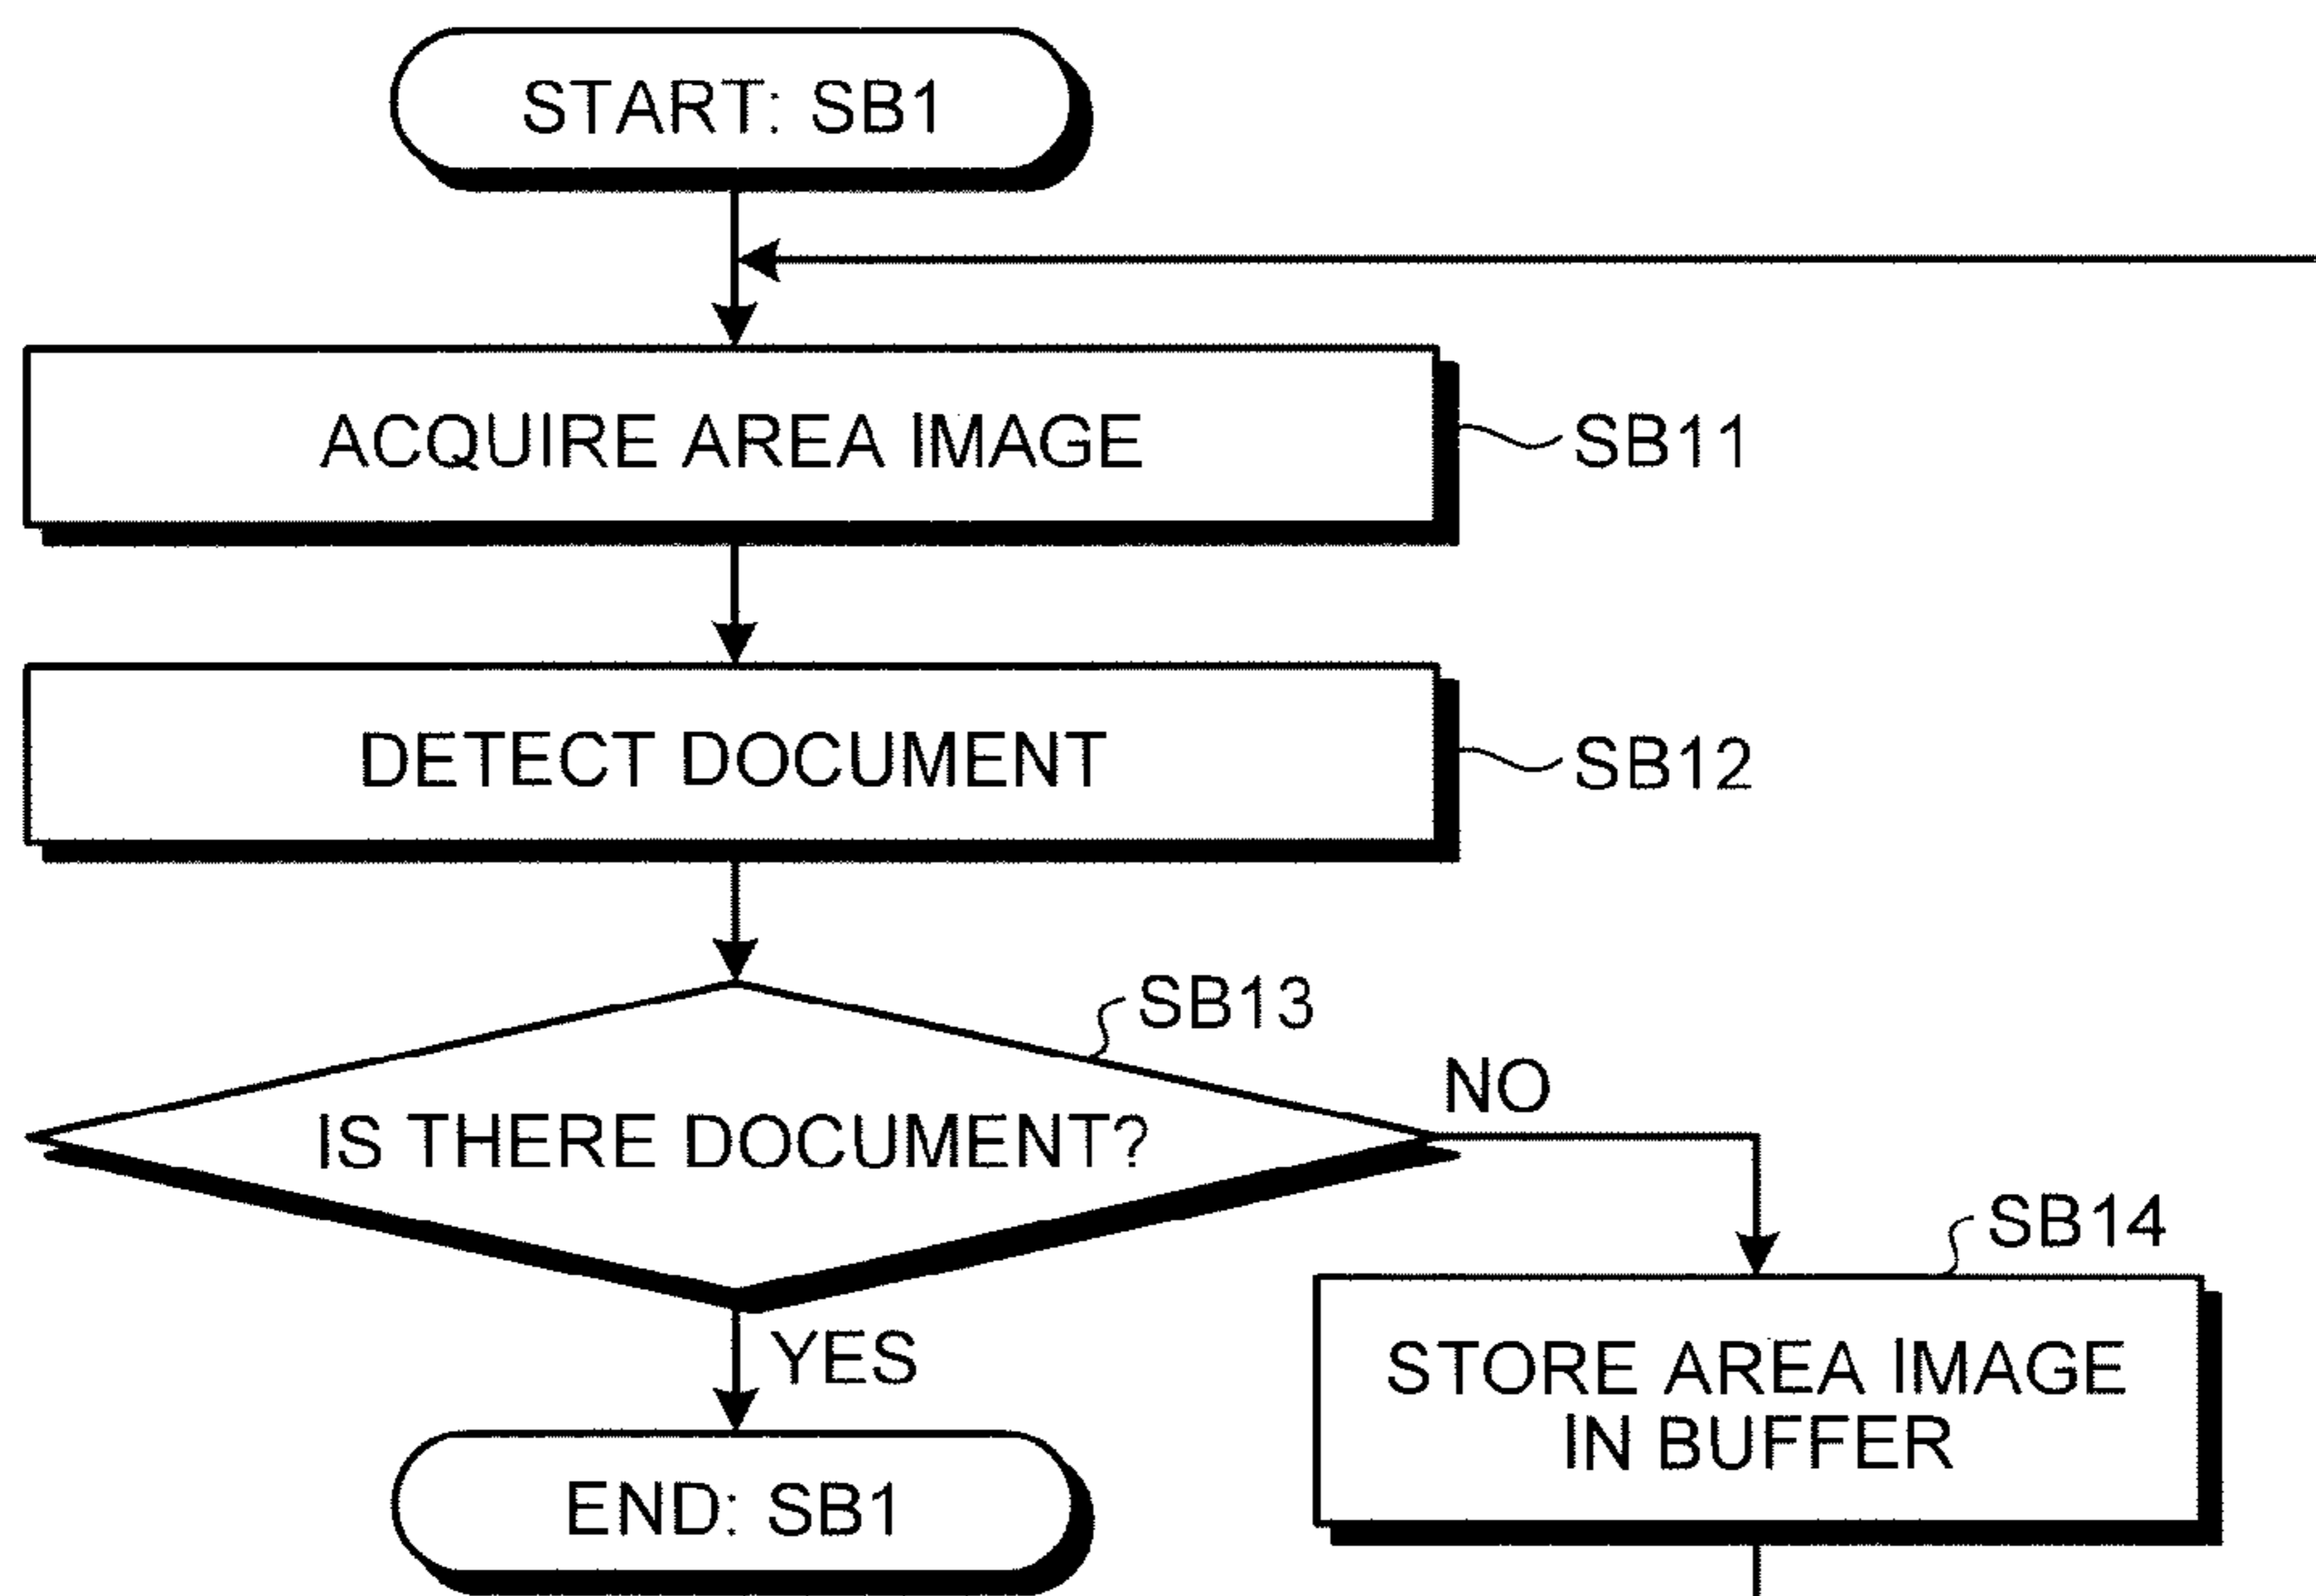 START: SB1
ACQUIRE AREA IMAGE
SB11
DETECT DOCUMENT
SB12
SB13
IS THERE DOCUMENT?
NO
SB14
YES
STORE AREA IMAGE
IN BUFFER
END: SB1